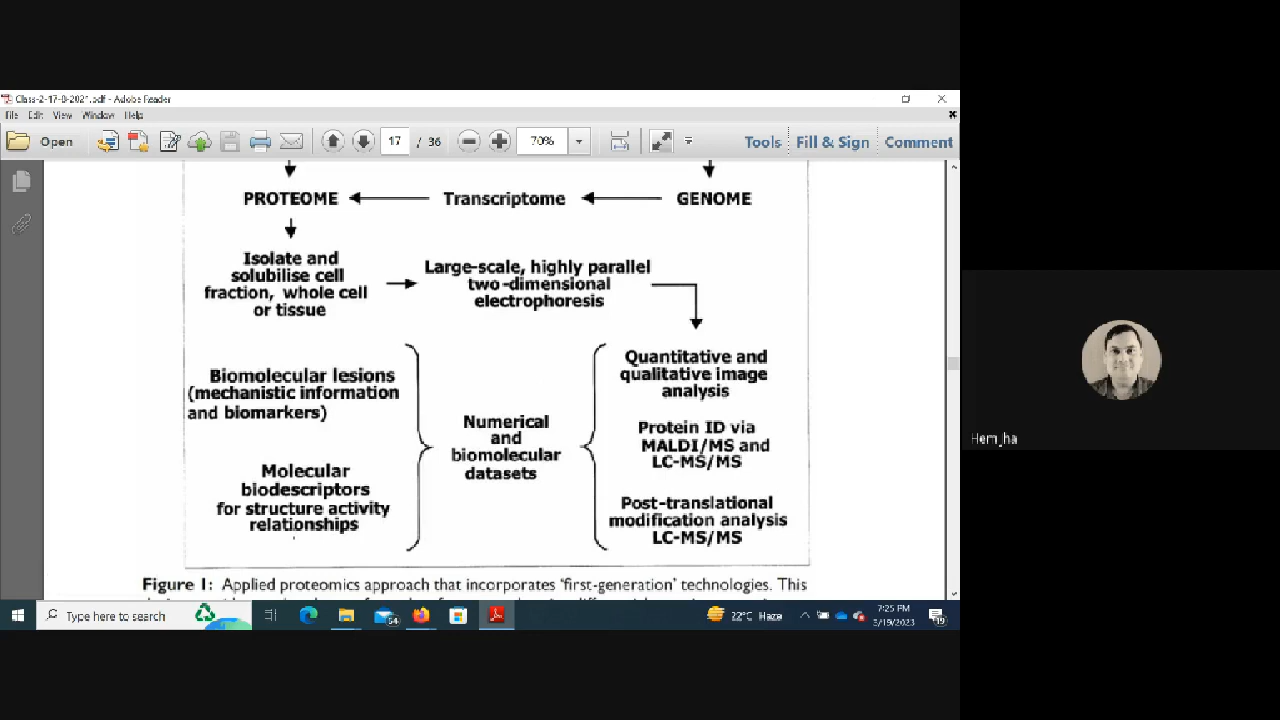 Class-2-17-8-2021.pdf - Adobe Reader
File Edit View Window Help
Open 17 / 36 70% Tools Fill & Sign Comment
PROTEOME Transcriptome GENOME
Isolate and
solubilise cell
fraction, whole cell
or tissue
Large-scale, highly parallel
two-dimensional
electrophoresis
Quantitative and
qualitative image
analysis
Biomolecular lesions
(mechanistic information
and biomarkers)
Numerical
and
biomolecular
datasets
Protein ID via
MALDI/MS and
LC-MS/MS
Molecular
biodescriptors
for structure activity
relationships
Post-translational
modification analysis
LC-MS/MS
Figure 1: Applied proteomics approach that incorporates 'first-generation' technologies. This
Type here to search
64
22°C Haze
7:25 PM
3/19/2023
19
Hem jha